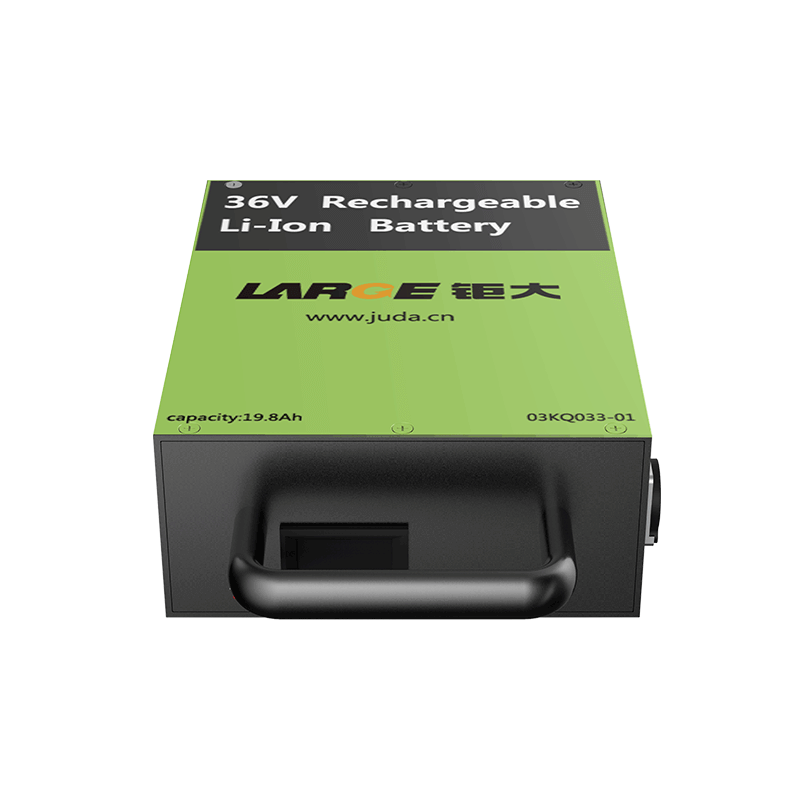 36V Rechargeable
Li-Ion Battery
LARGE 钜大
www.juda.cn
capacity:19.8Ah 03KQ033-01